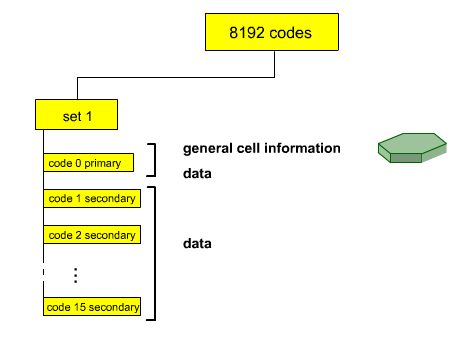 8192 codes
set 1
general cell information
code 0 primary
data
code 1 secondary
code 2 secondary
data
⋮
code 15 secondary